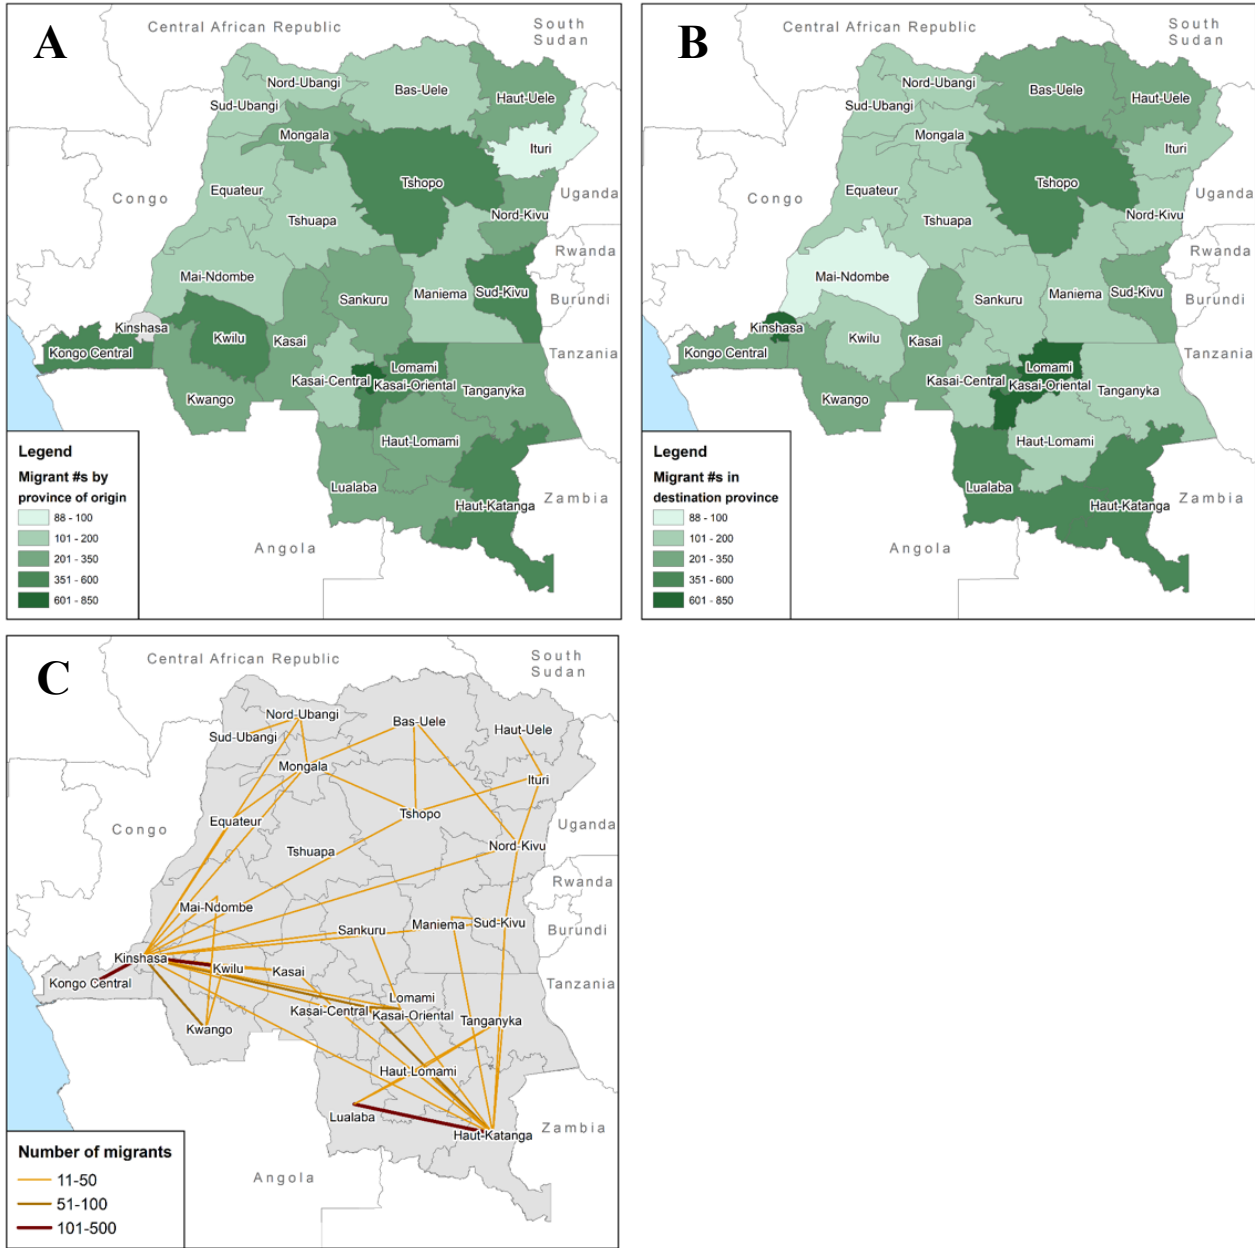 A
Central African Republic
South
Sudan
Nord-Ubangi
Bas-Uele
Haut-Uele
Sud-Ubangi
Mongala
Ituri
Tshopo
Congo
Equateur
Uganda
Tshuapa
Nord-Kivu
Rwanda
Mai-Ndombe
Sankuru
Maniema
Sud-Kivu
Burundi
Kinshasa
Kwilu
Kasai
Kongo Central
Tanzania
Lomami
Kasai-Central
Kasai-Oriental
Tanganyka
Kwango
Haut-Lomami
Lualaba
Haut-Katanga
Zambia
Angola
Legend
Migrant #s by
province of origin
88 - 100
101 - 200
201 - 350
351 - 600
601 - 850
B
Central African Republic
South
Sudan
Nord-Ubangi
Bas-Uele
Haut-Uele
Sud-Ubangi
Mongala
Ituri
Tshopo
Congo
Equateur
Uganda
Tshuapa
Nord-Kivu
Rwanda
Mai-Ndombe
Sankuru
Maniema
Sud-Kivu
Burundi
Kinshasa
Kwilu
Kasai
Kongo Central
Tanzania
Lomami
Kasai-Central
Kasai-Oriental
Tanganyka
Kwango
Haut-Lomami
Lualaba
Haut-Katanga
Zambia
Angola
Legend
Migrant #s in
destination province
88 - 100
101 - 200
201 - 350
351 - 600
601 - 850
C
Central African Republic
South
Sudan
Nord-Ubangi
Bas-Uele
Haut-Uele
Sud-Ubangi
Mongala
Ituri
Tshopo
Congo
Equateur
Uganda
Tshuapa
Nord-Kivu
Rwanda
Mai-Ndombe
Sankuru
Maniema
Sud-Kivu
Burundi
Kinshasa
Kwilu
Kasai
Kongo Central
Tanzania
Lomami
Kasai-Central
Kasai-Oriental
Tanganyka
Kwango
Haut-Lomami
Lualaba
Haut-Katanga
Zambia
Angola
Number of migrants
11-50
51-100
101-500